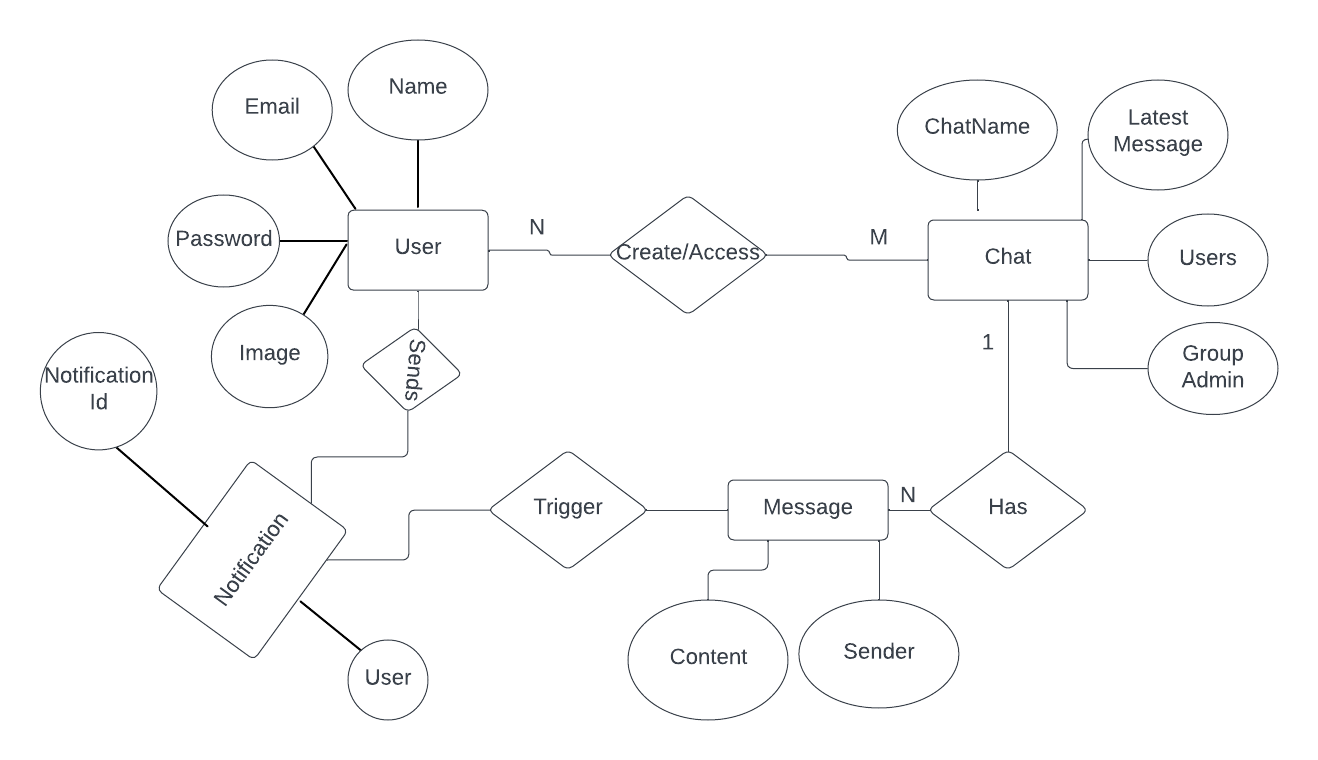 Name
Email
ChatName
Latest
Message
Password
User
N
Create/Access
M
Chat
Users
Image
Sends
1
Group
Admin
Notification
Id
Notification
Trigger
Message
N
Has
User
Content
Sender